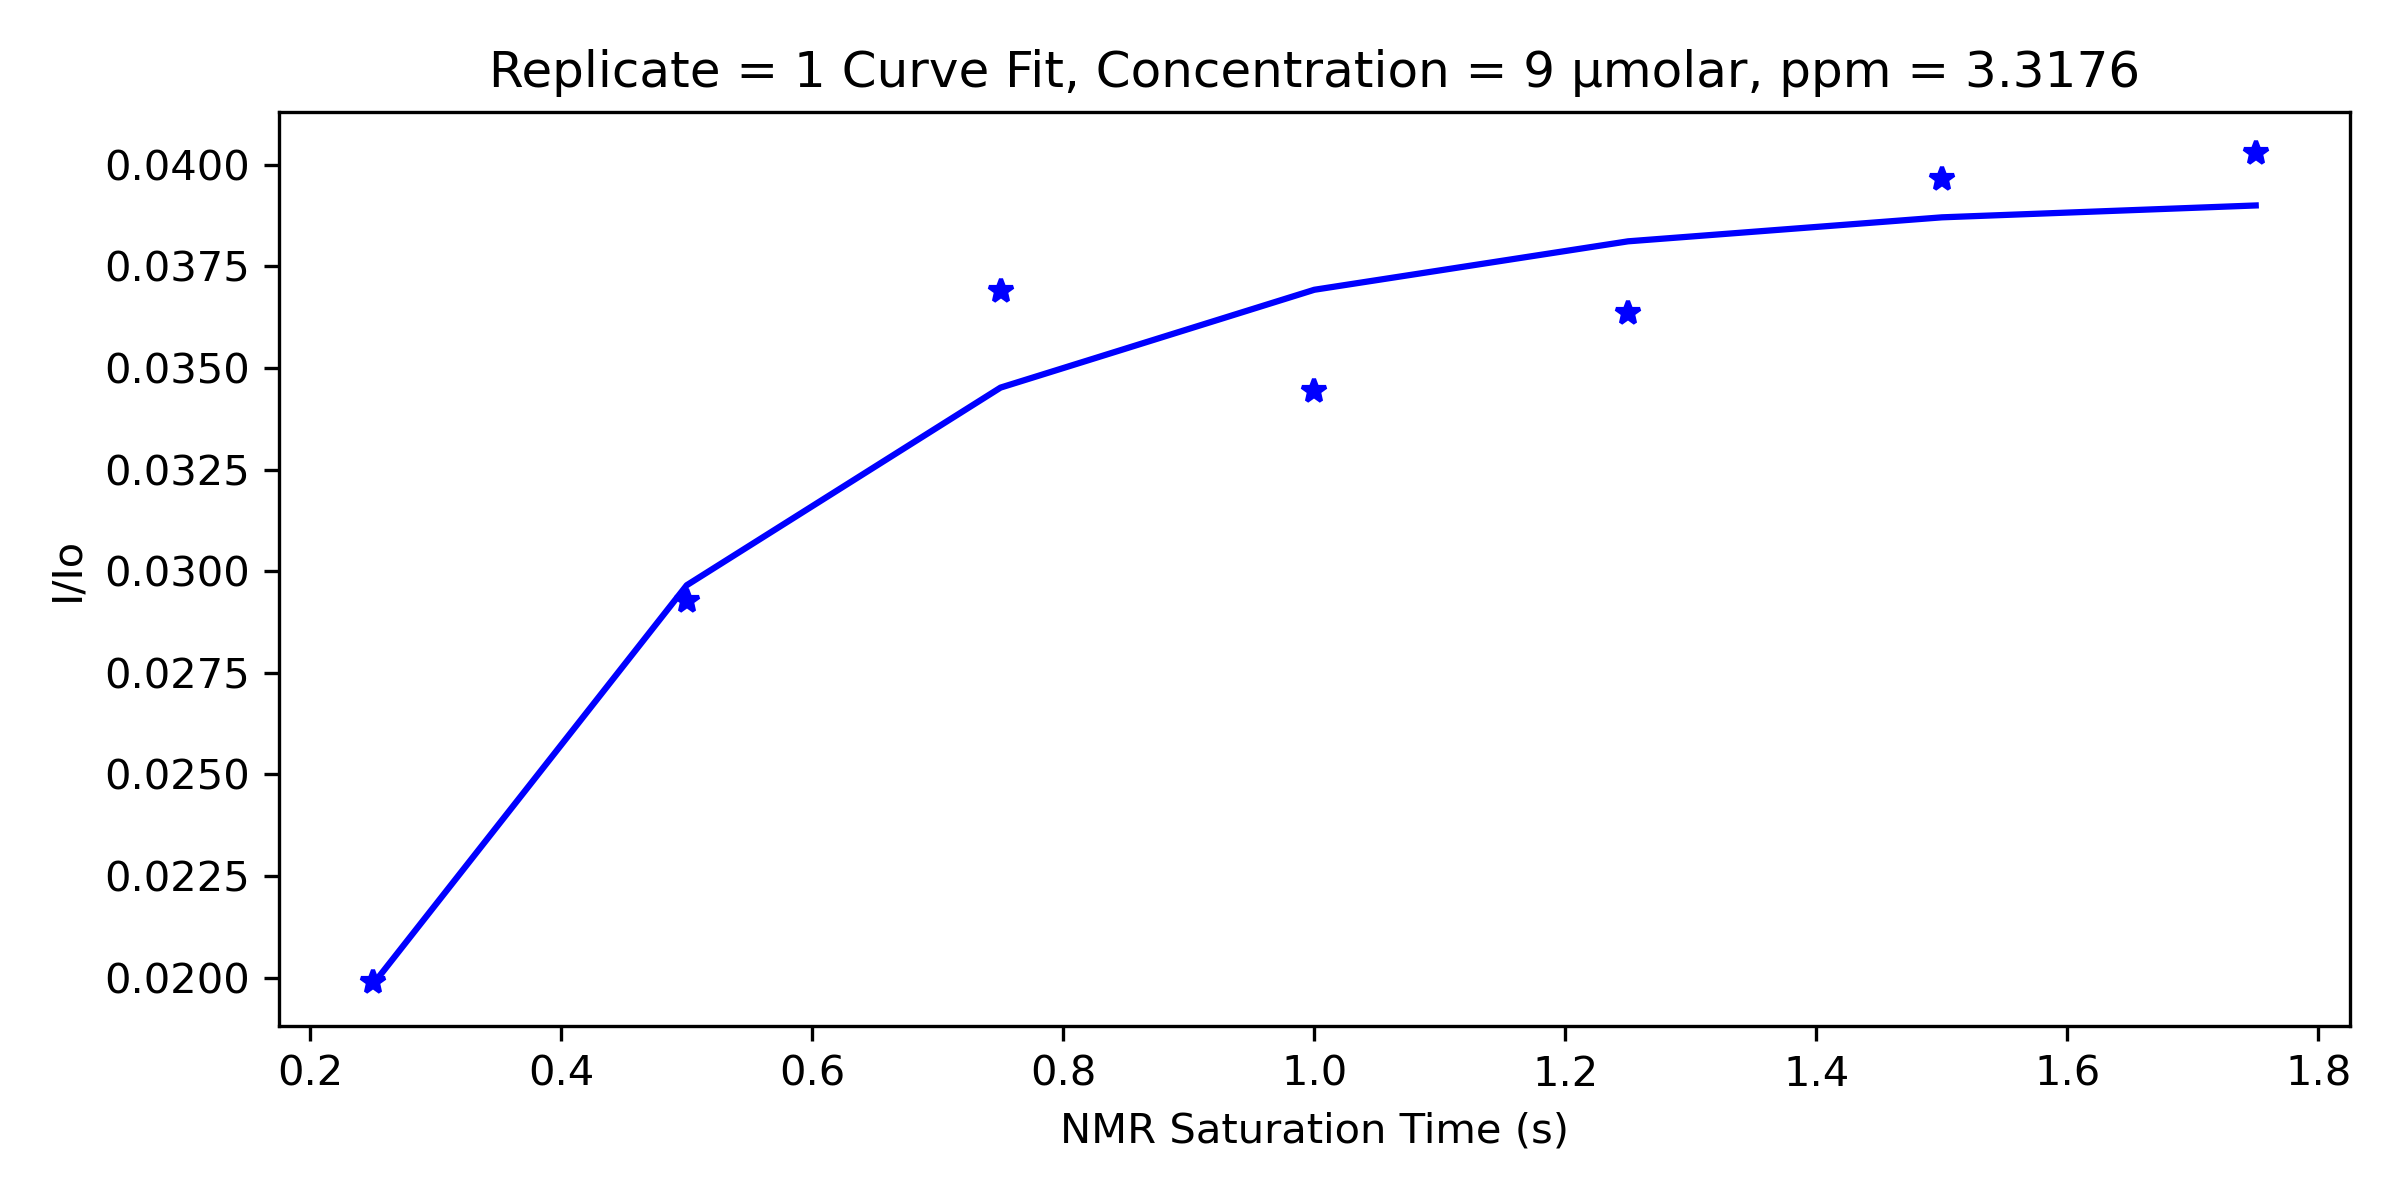 Replicate = 1 Curve Fit, Concentration = 9 µmolar, ppm = 3.3176
0.0400
0.0375
0.0350
0.0325
0.0300
0.0275
0.0250
0.0225
0.0200
I/Io
0.2 0.4 0.6 0.8 1.0 1.2 1.4 1.6 1.8
NMR Saturation Time (s)